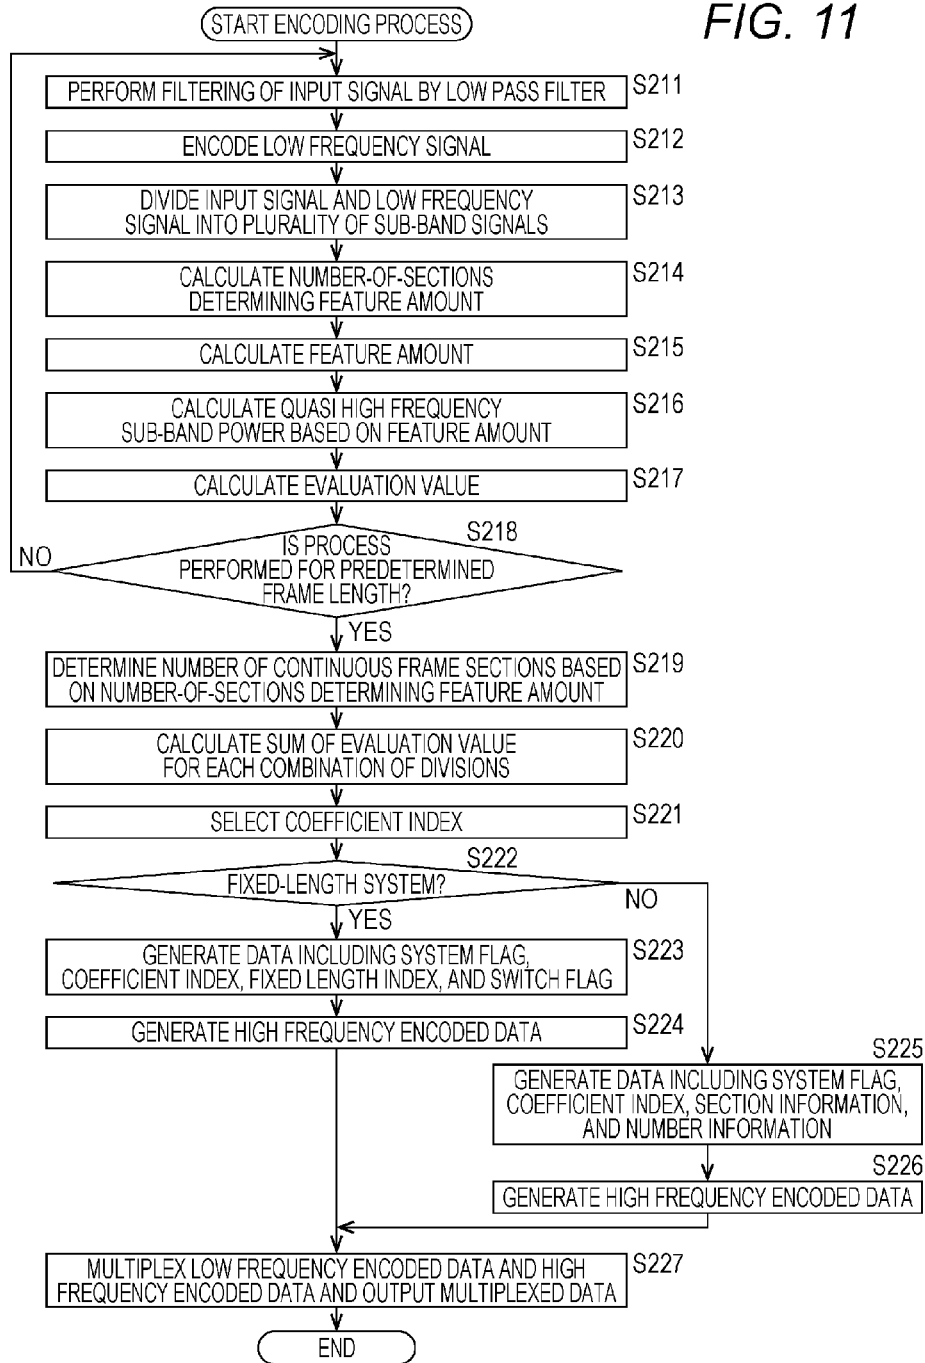 FIG. 11
START ENCODING PROCESS
S211
PERFORM FILTERING OF INPUT SIGNAL BY LOW PASS FILTER
S212
ENCODE LOW FREQUENCY SIGNAL
S213
DIVIDE INPUT SIGNAL AND LOW FREQUENCY
SIGNAL INTO PLURALITY OF SUB-BAND SIGNALS
S214
CALCULATE NUMBER-OF-SECTIONS
DETERMINING FEATURE AMOUNT
S215
CALCULATE FEATURE AMOUNT
S216
CALCULATE QUASI HIGH FREQUENCY
SUB-BAND POWER BASED ON FEATURE AMOUNT
S217
CALCULATE EVALUATION VALUE
S218
IS PROCESS
PERFORMED FOR PREDETERMINED
FRAME LENGTH?
NO
YES
S219
DETERMINE NUMBER OF CONTINUOUS FRAME SECTIONS BASED
ON NUMBER-OF-SECTIONS DETERMINING FEATURE AMOUNT
S220
CALCULATE SUM OF EVALUATION VALUE
FOR EACH COMBINATION OF DIVISIONS
S221
SELECT COEFFICIENT INDEX
S222
FIXED-LENGTH SYSTEM?
NO
YES
S223
GENERATE DATA INCLUDING SYSTEM FLAG,
COEFFICIENT INDEX, FIXED LENGTH INDEX, AND SWITCH FLAG
S224
GENERATE HIGH FREQUENCY ENCODED DATA
S225
GENERATE DATA INCLUDING SYSTEM FLAG,
COEFFICIENT INDEX, SECTION INFORMATION,
AND NUMBER INFORMATION
S226
GENERATE HIGH FREQUENCY ENCODED DATA
S227
MULTIPLEX LOW FREQUENCY ENCODED DATA AND HIGH
FREQUENCY ENCODED DATA AND OUTPUT MULTIPLEXED DATA
END